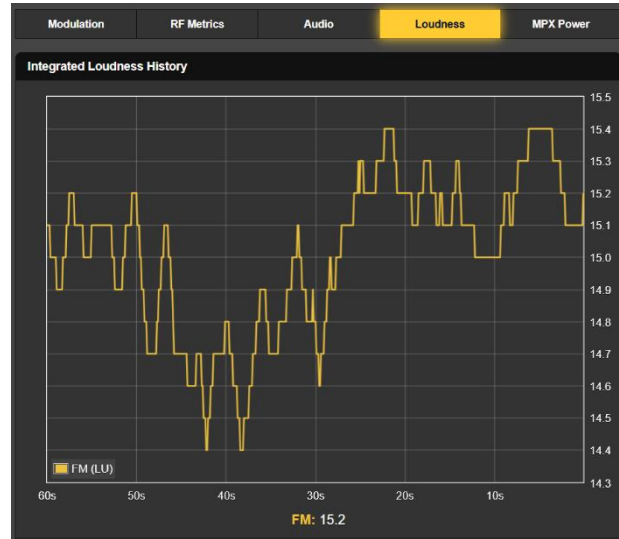 Modulation RF Metrics Audio Loudness MPX Power
Integrated Loudness History
15.5
15.4
15.3
15.2
15.1
15.0
14.9
14.8
14.7
14.6
14.5
14.4
14.3
FM (LU)
60s 50s 40s 30s 20s 10s
FM: 15.2